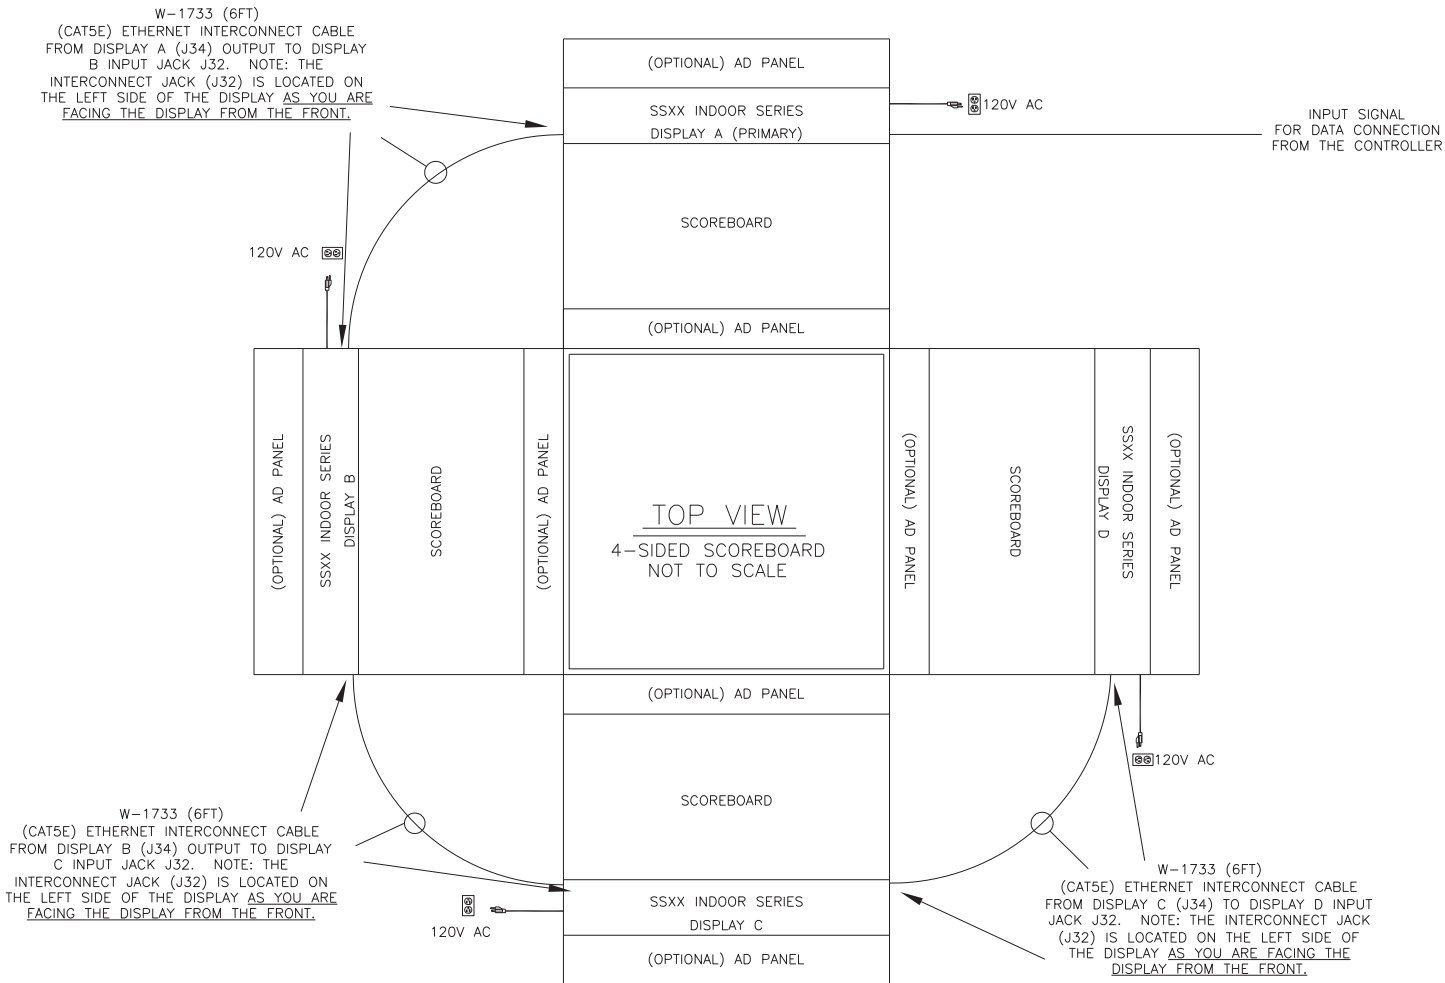 W-1733 (6FT)
(CAT5E) ETHERNET INTERCONNECT CABLE
FROM DISPLAY A (J34) OUTPUT TO DISPLAY
B INPUT JACK J32. NOTE: THE
INTERCONNECT JACK (J32) IS LOCATED ON
THE LEFT SIDE OF THE DISPLAY AS YOU ARE
FACING THE DISPLAY FROM THE FRONT.
(OPTIONAL) AD PANEL
SSXX INDOOR SERIES
DISPLAY A (PRIMARY)
120V AC
INPUT SIGNAL
FOR DATA CONNECTION
FROM THE CONTROLLER
SCOREBOARD
120V AC
(OPTIONAL) AD PANEL
(OPTIONAL) AD PANEL
SSXX INDOOR SERIES
DISPLAY B
SCOREBOARD
(OPTIONAL) AD PANEL
TOP VIEW
4-SIDED SCOREBOARD
NOT TO SCALE
(OPTIONAL) AD PANEL
SCOREBOARD
SSXX INDOOR SERIES
DISPLAY D
(OPTIONAL) AD PANEL
(OPTIONAL) AD PANEL
120V AC
SCOREBOARD
W-1733 (6FT)
(CAT5E) ETHERNET INTERCONNECT CABLE
FROM DISPLAY B (J34) OUTPUT TO DISPLAY
C INPUT JACK J32. NOTE: THE
INTERCONNECT JACK (J32) IS LOCATED ON
THE LEFT SIDE OF THE DISPLAY AS YOU ARE
FACING THE DISPLAY FROM THE FRONT.
120V AC
SSXX INDOOR SERIES
DISPLAY C
(OPTIONAL) AD PANEL
W-1733 (6FT)
(CAT5E) ETHERNET INTERCONNECT CABLE
FROM DISPLAY C (J34) TO DISPLAY D INPUT
JACK J32. NOTE: THE INTERCONNECT JACK
(J32) IS LOCATED ON THE LEFT SIDE OF
THE DISPLAY AS YOU ARE FACING THE
DISPLAY FROM THE FRONT.